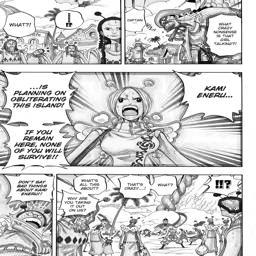 WHAT
CRAZY
NONSENSE
IS THAT
GIRL
TALKING?!
CAPTAIN
!?
WHAT?!
KAMI
ENERU...
...IS
PLANNING ON
OBLITERATING
THIS ISLAND!
IF YOU
REMAIN
HERE, NONE
OF YOU WILL
SURVIVE!!
!!?
WHAT?
THAT'S
CRAZY...
WHAT'S
ALL THIS
ABOUT?
WHY ARE
YOU TAKING
IT OUT
ON US?
DON'T SAY
BAD THINGS
ABOUT KAMI
ENERU!!